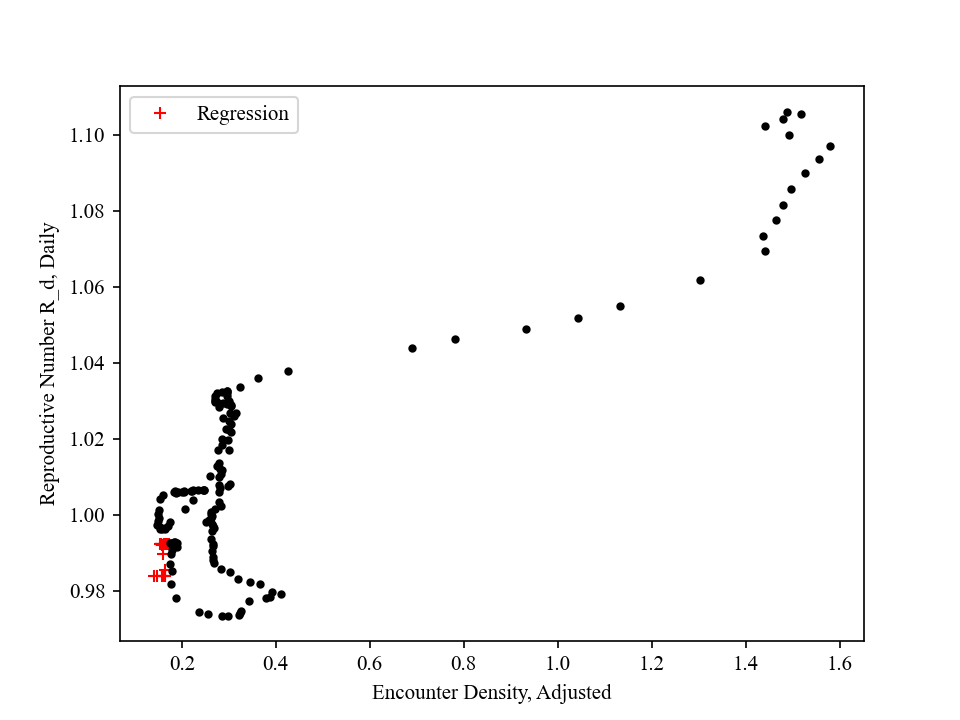 Regression
1.10
1.08
1.06
1.04
1.02
1.00
0.98
Reproductive Number R_d, Daily
0.2 0.4 0.6 0.8 1.0 1.2 1.4 1.6
Encounter Density, Adjusted